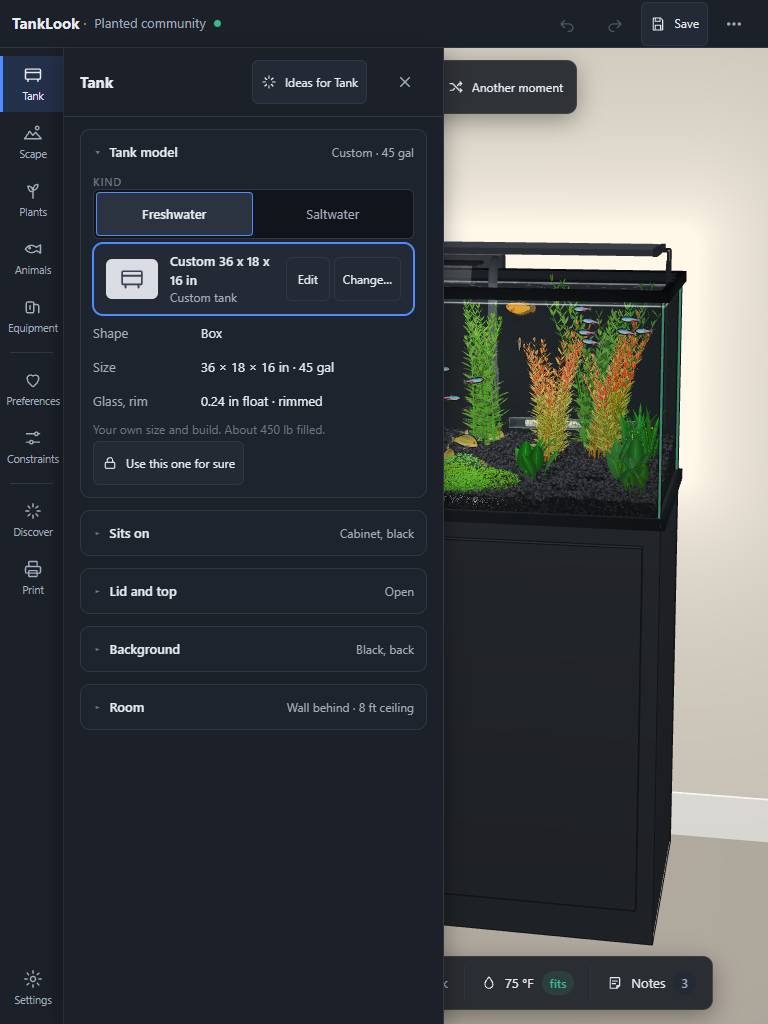 TankLook · Planted community
Save
Tank
Scape
Plants
Animals
Equipment
Preferences
Constraints
Discover
Print
Settings
Tank
Ideas for Tank
Another moment
Tank model
Custom · 45 gal
KIND
Freshwater
Saltwater
Custom 36 x 18 x
16 in
Custom tank
Edit
Change...
Shape
Box
Size
36 × 18 × 16 in · 45 gal
Glass, rim
0.24 in float · rimmed
Your own size and build. About 450 lb filled.
Use this one for sure
Sits on
Cabinet, black
Lid and top
Open
Background
Black, back
Room
Wall behind · 8 ft ceiling
75 °F
fits
Notes
3